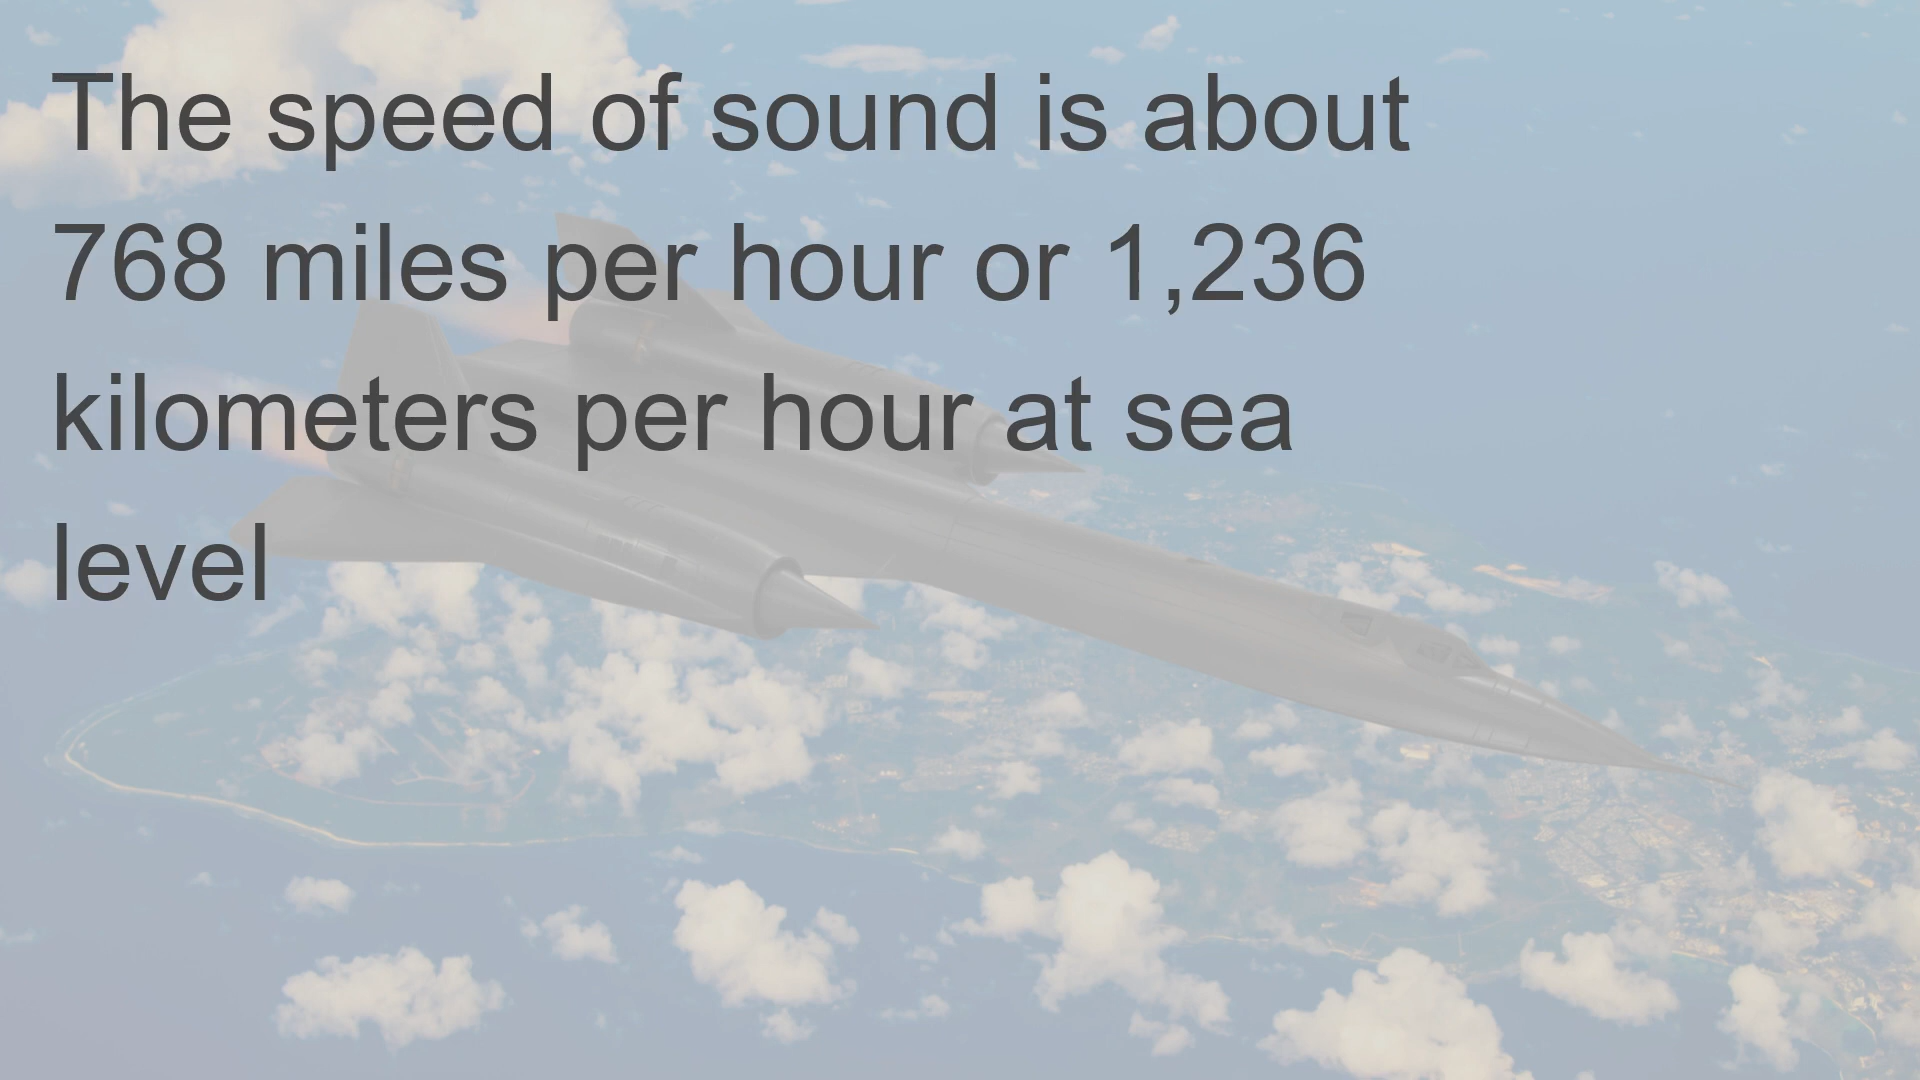 The speed of sound is about
768 miles per hour or 1,236
kilometers per hour at sea
level